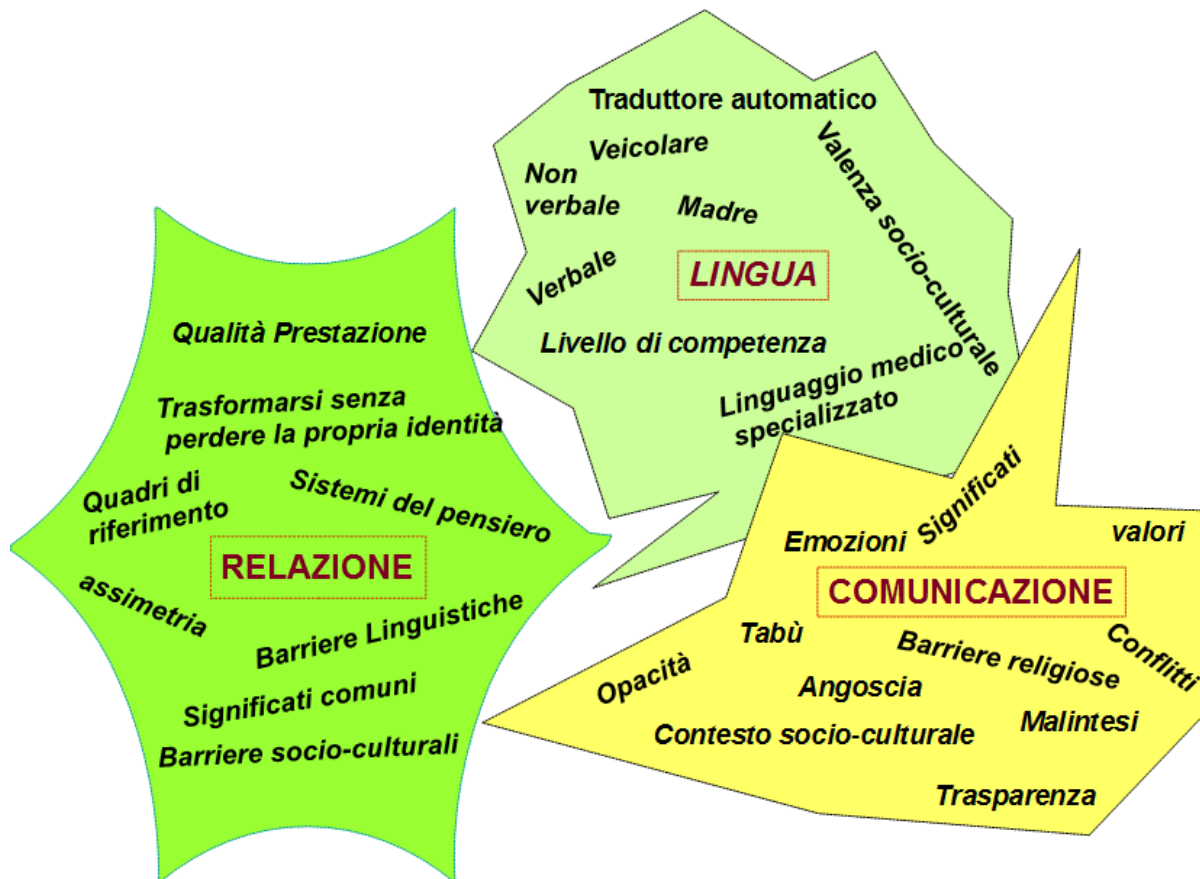 Traduttore automatico
Veicolare
Non
verbale
Madre
Valenza socio-culturale
LINGUA
Verbale
Livello di competenza
Linguaggio medico
specializzato
Qualità Prestazione
Trasformarsi senza
perdere la propria identità
Quadri di
riferimento
Sistemi del pensiero
RELAZIONE
assimetria
Barriere Linguistiche
Significati comuni
Barriere socio-culturali
Significati
Emozioni
valori
COMUNICAZIONE
Tabù
Barriere religiose
Conflitti
Opacità
Angoscia
Malintesi
Contesto socio-culturale
Trasparenza